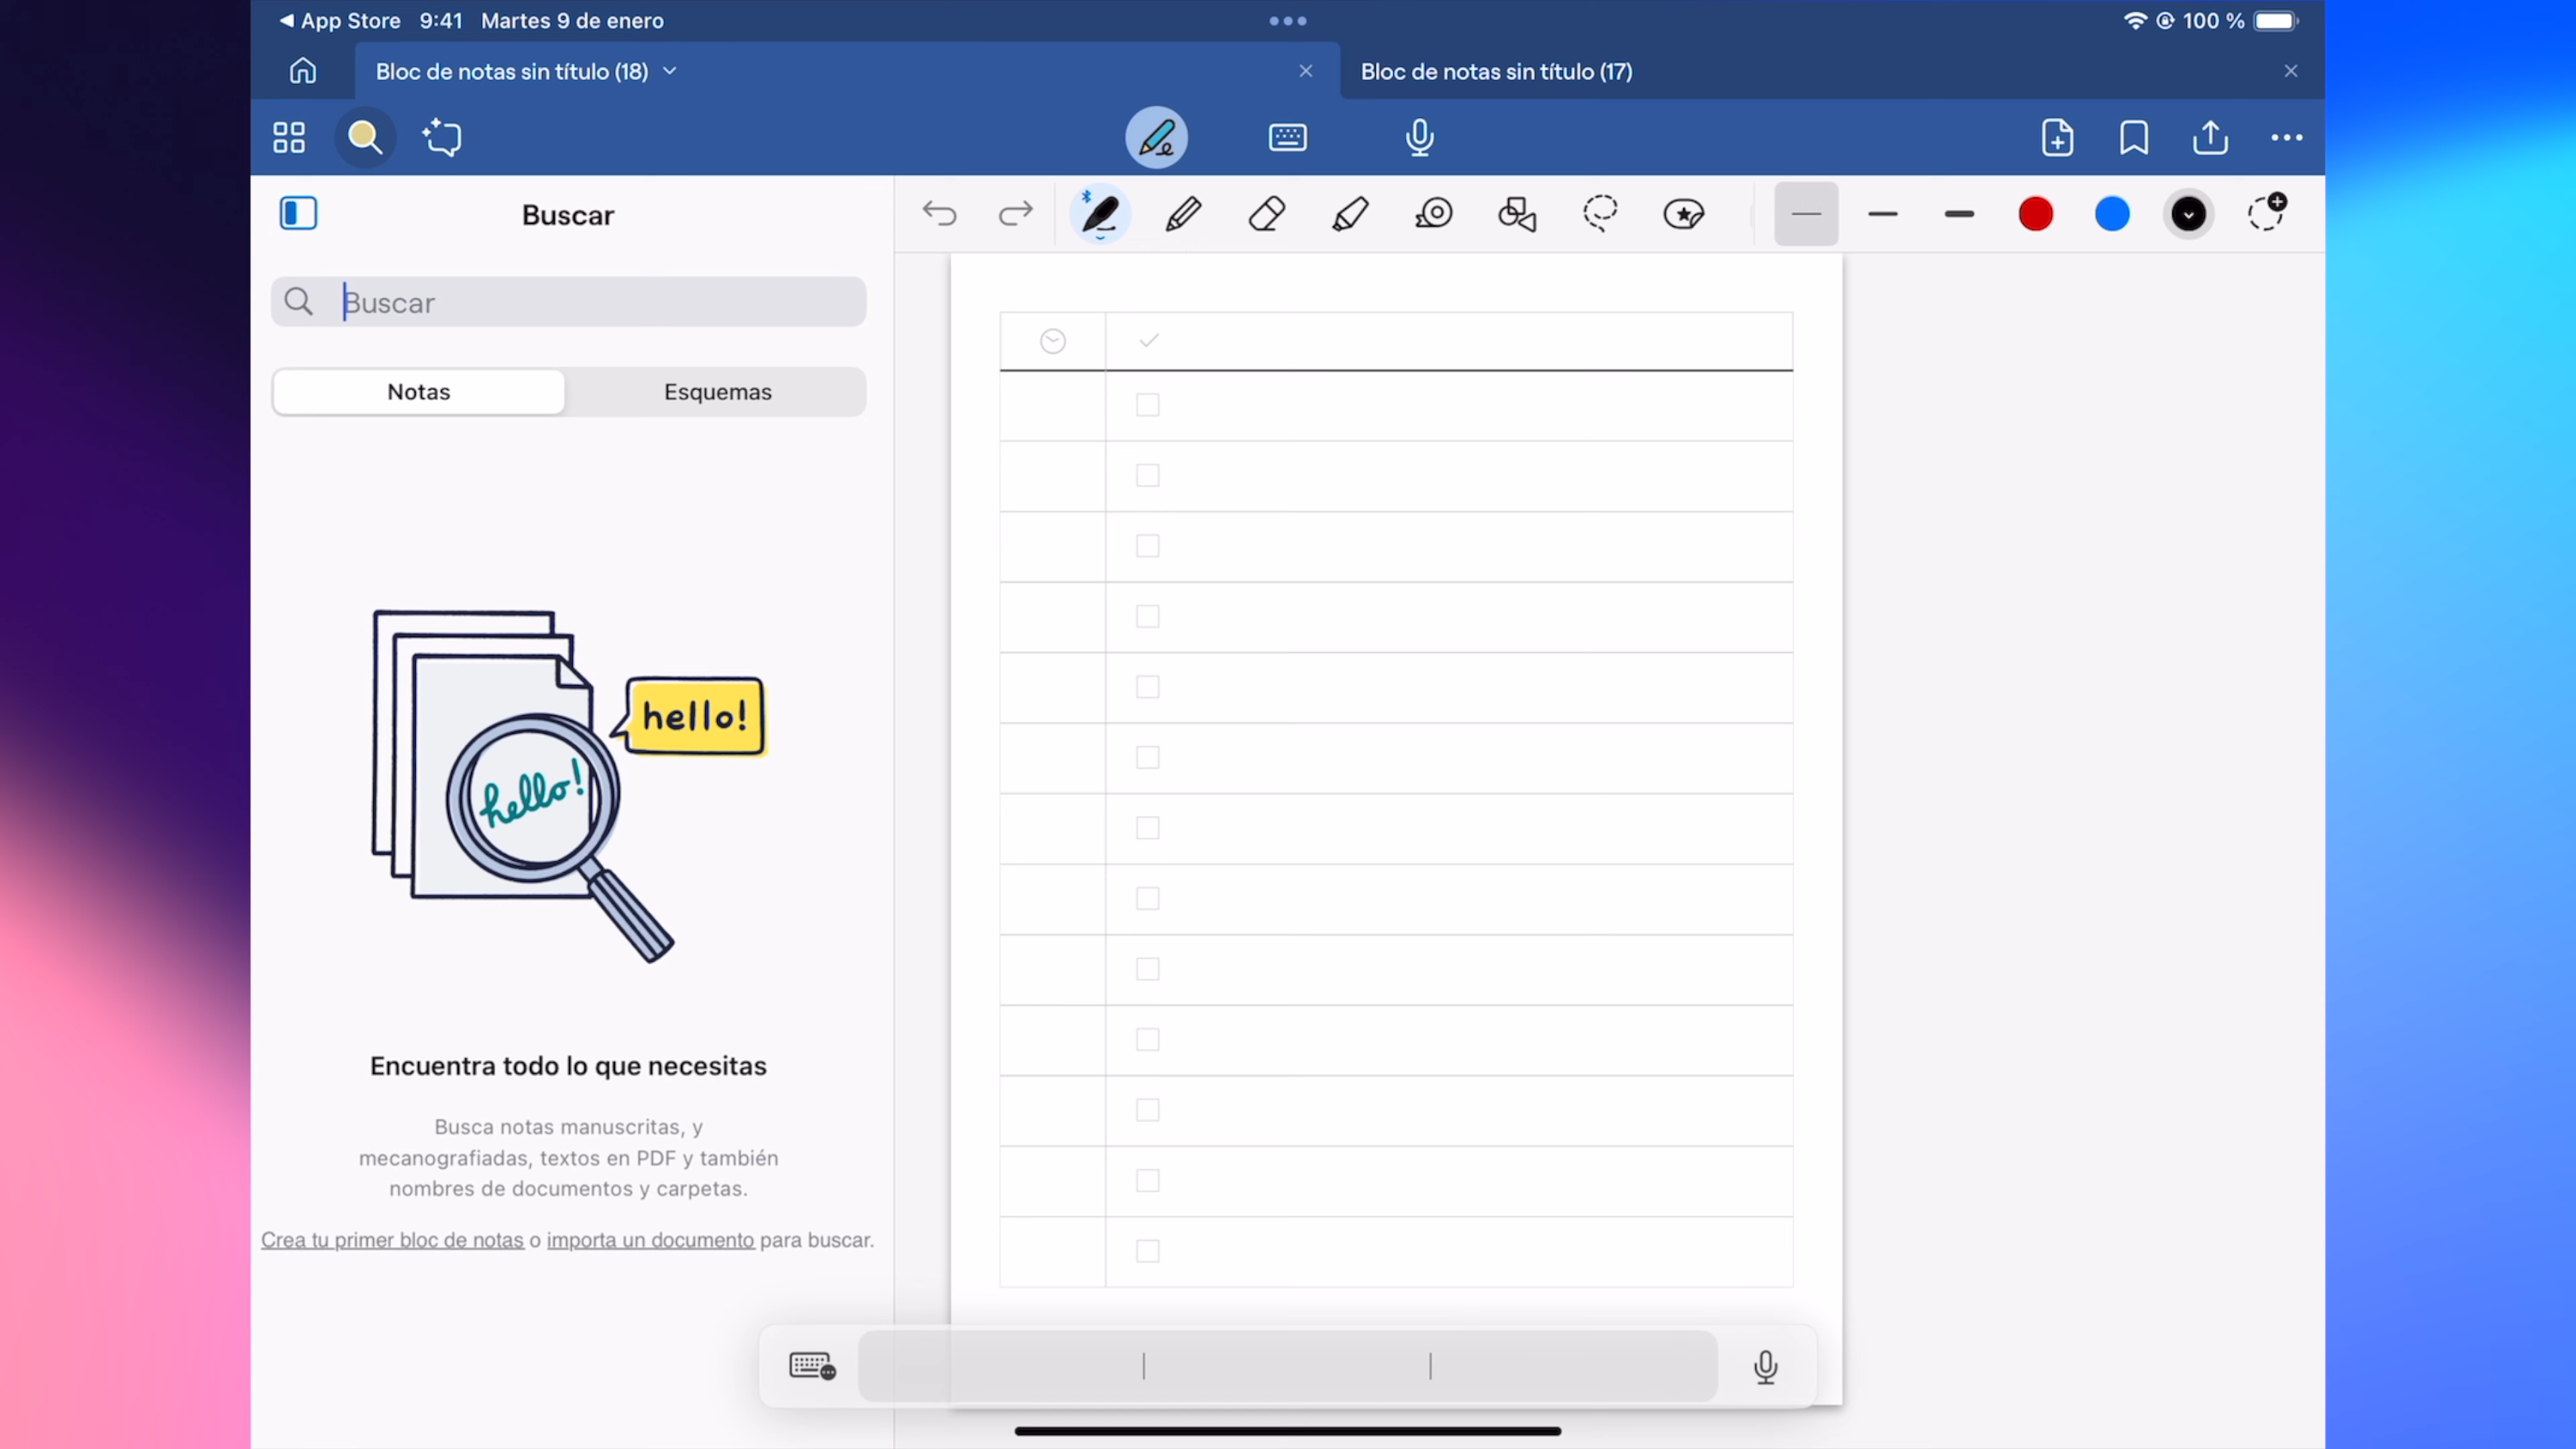 App Store 9:41 Martes 9 de enero
100 %
Bloc de notas sin título (18)
Bloc de notas sin título (17)
Buscar
Buscar
Notas
Esquemas
hello!
hello!
Encuentra todo lo que necesitas
Busca notas manuscritas, y
mecanografiadas, textos en PDF y también
nombres de documentos y carpetas.
Crea tu primer bloc de notas o importa un documento para buscar.